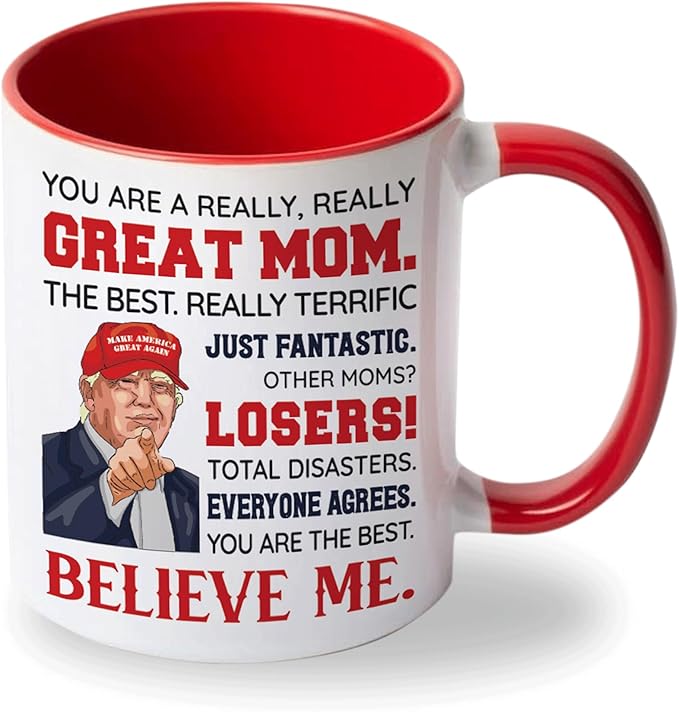 YOU ARE A REALLY, REALLY
GREAT MOM.
THE BEST. REALLY TERRIFIC
MAKE AMERICA
GREAT AGAIN
JUST FANTASTIC.
OTHER MOMS?
LOSERS!
TOTAL DISASTERS.
EVERYONE AGREES.
YOU ARE THE BEST.
BELIEVE ME.